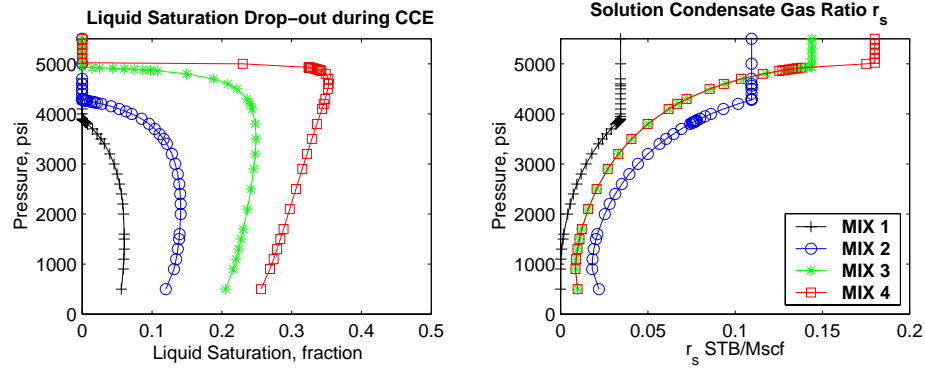 Liquid Saturation Drop-out during CCE
Pressure, psi
5000
4000
3000
2000
1000
0
0 0.1 0.2 0.3 0.4 0.5
Liquid Saturation, fraction
Solution Condensate Gas Ratio r_s
Pressure, psi
5000
4000
3000
2000
1000
0
MIX 1
MIX 2
MIX 3
MIX 4
0 0.05 0.1 0.15 0.2
r_s STB/Mscf